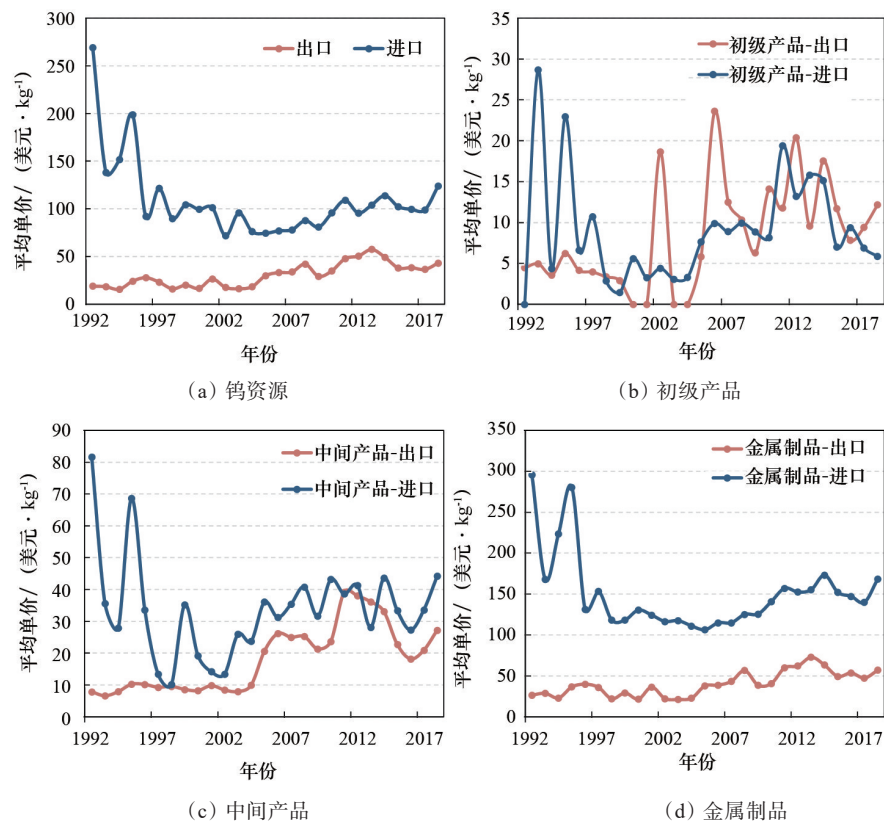 300
250
200
150
100
50
0
平均单价/（美元·kg⁻¹）
出口 进口
1992 1997 2002 2007 2012 2017
年份
（a）钨资源
35
30
25
20
15
10
5
0
平均单价/（美元·kg⁻¹）
初级产品-出口
初级产品-进口
1992 1997 2002 2007 2012 2017
年份
（b）初级产品
90
80
70
60
50
40
30
20
10
0
平均单价/（美元·kg⁻¹）
中间产品-出口
中间产品-进口
1992 1997 2002 2007 2012 2017
年份
（c）中间产品
350
300
250
200
150
100
50
0
平均单价/（美元·kg⁻¹）
金属制品-出口
金属制品-进口
1992 1997 2002 2007 2012 2017
年份
（d）金属制品